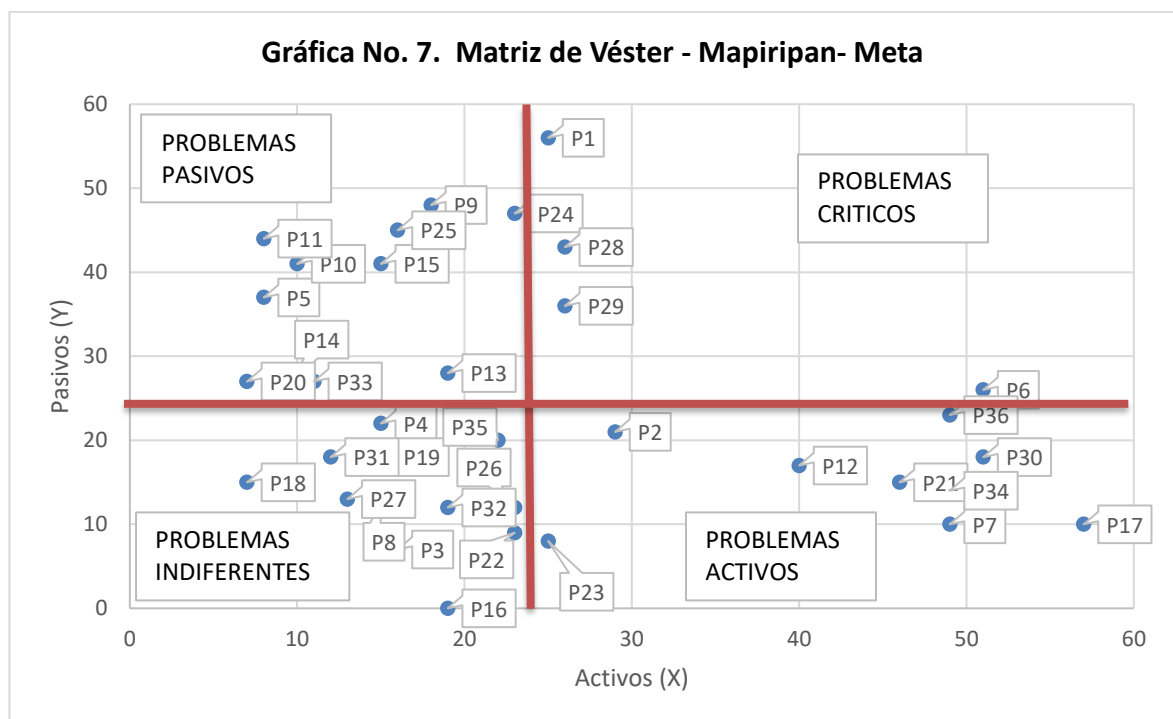 Gráfica No. 7.  Matriz de Véster - Mapiripan- Meta
60
50
40
30
20
10
0
Pasivos (Y)
PROBLEMAS
PASIVOS
PROBLEMAS
CRITICOS
P1
P9
P24
P25
P11
P28
P10
P15
P5
P29
P14
P20
P33
P13
P6
P36
P4
P35
P2
P31
P19
P26
P12
P30
P18
P21
P34
P27
P32
P7
P17
P8
P3
P22
P23
P16
PROBLEMAS
INDIFERENTES
PROBLEMAS
ACTIVOS
0
10
20
30
40
50
60
Activos (X)